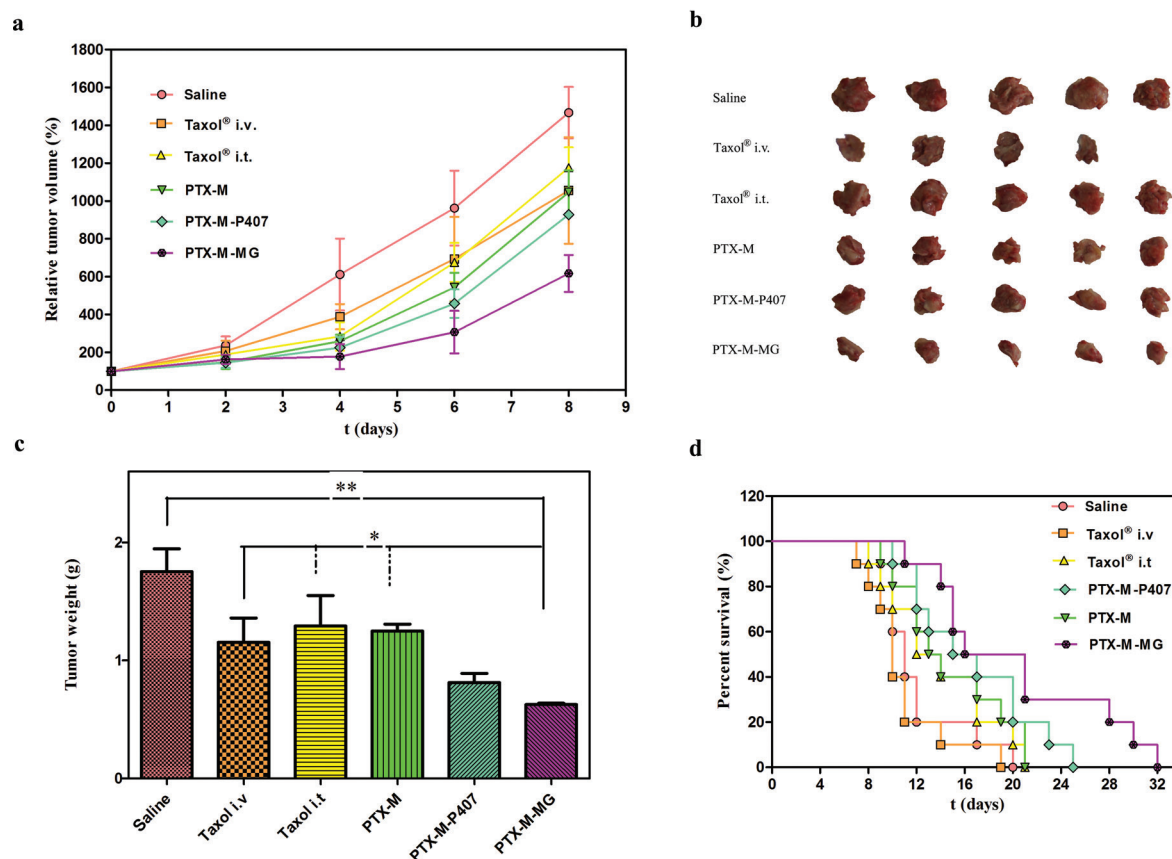 a
1800
1600
1400
1200
1000
800
600
400
200
0
Relative tumor volume (%)
Saline
Taxol® i.v.
Taxol® i.t.
PTX-M
PTX-M-P407
PTX-M-MG
0 1 2 3 4 5 6 7 8 9
t (days)
b
Saline
Taxol® i.v.
Taxol® i.t.
PTX-M
PTX-M-P407
PTX-M-MG
c
**
*
2
1
0
Tumor weight (g)
Saline
Taxol i.v
Taxol i.t
PTX-M
PTX-M-P407
PTX-M-MG
d
120
100
80
60
40
20
0
Percent survival (%)
Saline
Taxol® i.v
Taxol® i.t
PTX-M-P407
PTX-M
PTX-M-MG
0 4 8 12 16 20 24 28 32
t (days)